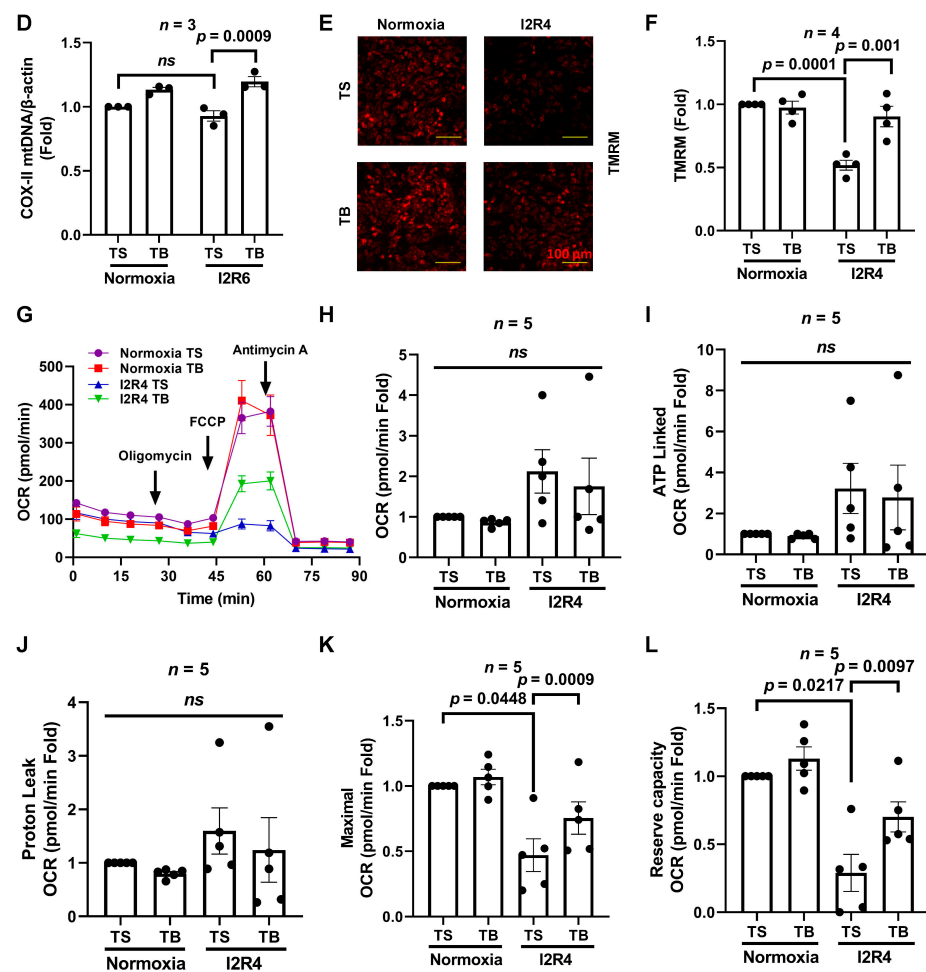 D
n = 3
p = 0.0009
ns
COX-II mtDNA/β-actin
(Fold)
1.5
1.0
0.5
0.0
TS TB TS TB
Normoxia I2R6
E
Normoxia I2R4
TS
TB
TMRM
100 µm
F
n = 4
p = 0.001
p = 0.0001
TMRM (Fold)
1.5
1.0
0.5
0.0
TS TB TS TB
Normoxia I2R4
G
Normoxia TS
Normoxia TB
I2R4 TS
I2R4 TB
Antimycin A
FCCP
Oligomycin
OCR (pmol/min)
500
400
300
200
100
0
0 15 30 45 60 75 90
Time (min)
H
n = 5
ns
OCR (pmol/min Fold)
5
4
3
2
1
0
TS TB TS TB
Normoxia I2R4
I
n = 5
ns
ATP Linked
OCR (pmol/min Fold)
10
8
6
4
2
0
TS TB TS TB
Normoxia I2R4
J
n = 5
ns
Proton Leak
OCR (pmol/min Fold)
4
3
2
1
0
TS TB TS TB
Normoxia I2R4
K
n = 5
p = 0.0009
p = 0.0448
Maximal
OCR (pmol/min Fold)
1.5
1.0
0.5
0.0
TS TB TS TB
Normoxia I2R4
L
n = 5
p = 0.0097
p = 0.0217
Reserve capacity
OCR (pmol/min Fold)
1.5
1.0
0.5
0.0
TS TB TS TB
Normoxia I2R4